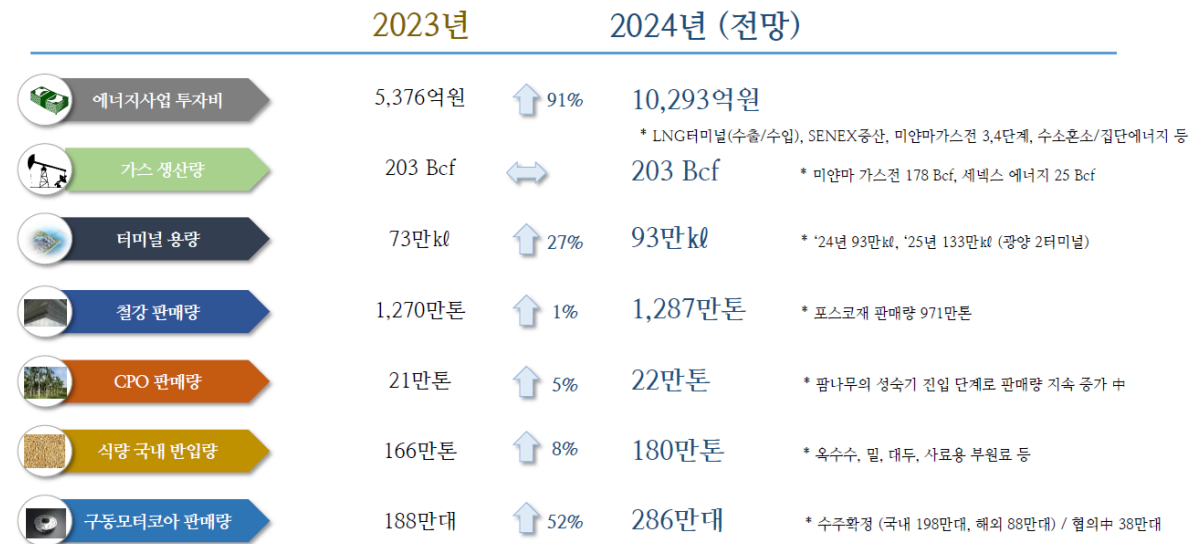 2023년 2024년 (전망)
에너지사업 투자비 5,376억원 91% 10,293억원
* LNG터미널(수출/수입), SENEX증산, 미얀마가스전 3,4단계, 수소혼소/집단에너지 등
가스 생산량 203 Bcf 203 Bcf * 미얀마 가스전 178 Bcf, 세넥스 에너지 25 Bcf
터미널 용량 73만㎘ 27% 93만㎘ * ‘24년 93만㎘, ‘25년 133만㎘ (광양 2터미널)
철강 판매량 1,270만톤 1% 1,287만톤 * 포스코재 판매량 971만톤
CPO 판매량 21만톤 5% 22만톤 * 팜나무의 성숙기 진입 단계로 판매량 지속 증가 中
식량 국내 반입량 166만톤 8% 180만톤 * 옥수수, 밀, 대두, 사료용 부원료 등
구동모터코아 판매량 188만대 52% 286만대 * 수주확정 (국내 198만대, 해외 88만대) / 협의中 38만대